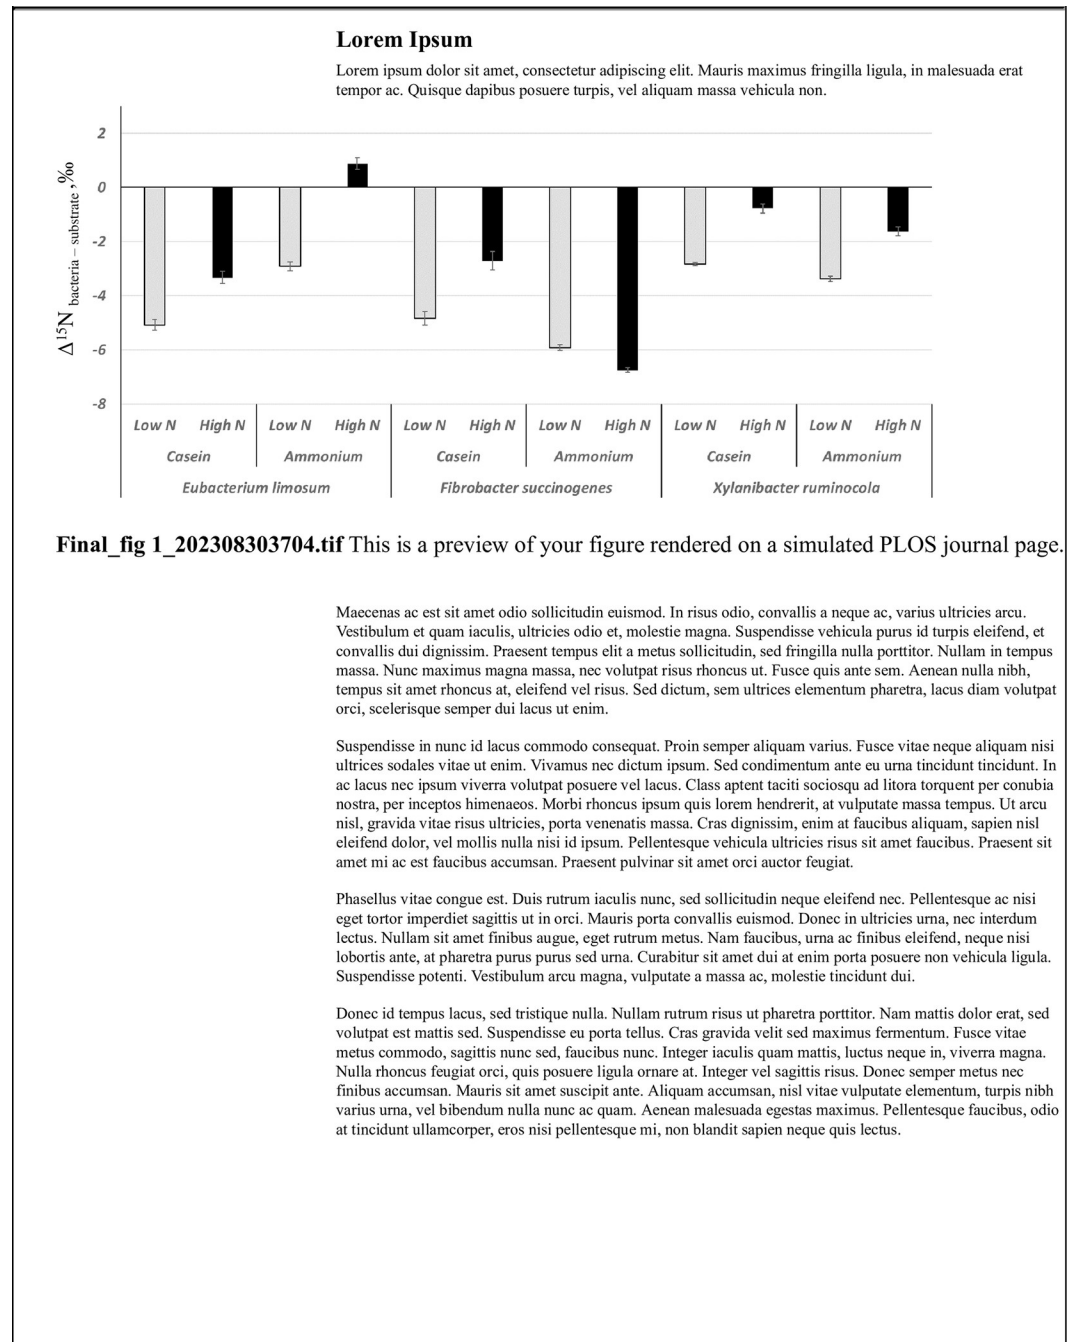 Lorem Ipsum
Lorem ipsum dolor sit amet, consectetur adipiscing elit. Mauris maximus fringilla ligula, in malesuada erat
tempor ac. Quisque dapibus posuere turpis, vel aliquam massa vehicula non.
2
0
-2
-4
-6
-8
Δ15N bacteria – substrate ,‰
Low N High N Low N High N Low N High N Low N High N Low N High N Low N High N
Casein Ammonium Casein Ammonium Casein Ammonium
Eubacterium limosum Fibrobacter succinogenes Xylanibacter ruminocola
Final_fig 1_202308303704.tif This is a preview of your figure rendered on a simulated PLOS journal page.
Maecenas ac est sit amet odio sollicitudin euismod. In risus odio, convallis a neque ac, varius ultricies arcu.
Vestibulum et quam iaculis, ultricies odio et, molestie magna. Suspendisse vehicula purus id turpis eleifend, et
convallis dui dignissim. Praesent tempus elit a metus sollicitudin, sed fringilla nulla porttitor. Nullam in tempus
massa. Nunc maximus magna massa, nec volutpat risus rhoncus ut. Fusce quis ante sem. Aenean nulla nibh,
tempus sit amet rhoncus at, eleifend vel risus. Sed dictum, sem ultrices elementum pharetra, lacus diam volutpat
orci, scelerisque semper dui lacus ut enim.
Suspendisse in nunc id lacus commodo consequat. Proin semper aliquam varius. Fusce vitae neque aliquam nisi
ultrices sodales vitae ut enim. Vivamus nec dictum ipsum. Sed condimentum ante eu urna tincidunt tincidunt. In
ac lacus nec ipsum viverra volutpat posuere vel lacus. Class aptent taciti sociosqu ad litora torquent per conubia
nostra, per inceptos himenaeos. Morbi rhoncus ipsum quis lorem hendrerit, at vulputate massa tempus. Ut arcu
nisl, gravida vitae risus ultricies, porta venenatis massa. Cras dignissim, enim at faucibus aliquam, sapien nisl
eleifend dolor, vel mollis nulla nisi id ipsum. Pellentesque vehicula ultricies risus sit amet faucibus. Praesent sit
amet mi ac est faucibus accumsan. Praesent pulvinar sit amet orci auctor feugiat.
Phasellus vitae congue est. Duis rutrum iaculis nunc, sed sollicitudin neque eleifend nec. Pellentesque ac nisi
eget tortor imperdiet sagittis ut in orci. Mauris porta convallis euismod. Donec in ultricies urna, nec interdum
lectus. Nullam sit amet finibus augue, eget rutrum metus. Nam faucibus, urna ac finibus eleifend, neque nisi
lobortis ante, at pharetra purus purus sed urna. Curabitur sit amet dui at enim porta posuere non vehicula ligula.
Suspendisse potenti. Vestibulum arcu magna, vulputate a massa ac, molestie tincidunt dui.
Donec id tempus lacus, sed tristique nulla. Nullam rutrum risus ut pharetra porttitor. Nam mattis dolor erat, sed
volutpat est mattis sed. Suspendisse eu porta tellus. Cras gravida velit sed maximus fermentum. Fusce vitae
metus commodo, sagittis nunc sed, faucibus nunc. Integer iaculis quam mattis, luctus neque in, viverra magna.
Nulla rhoncus feugiat orci, quis posuere ligula ornare at. Integer vel sagittis risus. Donec semper metus nec
finibus accumsan. Mauris sit amet suscipit ante. Aliquam accumsan, nisl vitae vulputate elementum, turpis nibh
varius urna, vel bibendum nulla nunc ac quam. Aenean malesuada egestas maximus. Pellentesque faucibus, odio
at tincidunt ullamcorper, eros nisi pellentesque mi, non blandit sapien neque quis lectus.